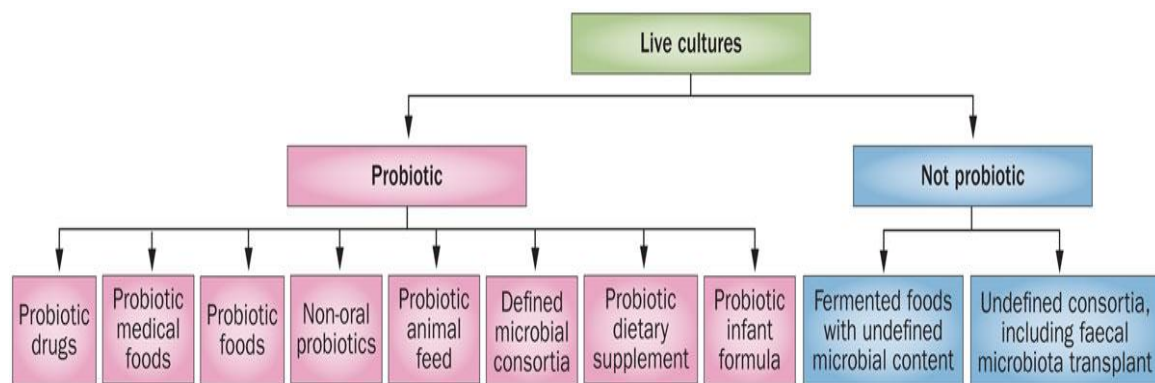 Live cultures
Probiotic
Not probiotic
Probiotic
drugs
Probiotic
medical
foods
Probiotic
foods
Non-oral
probiotics
Probiotic
animal
feed
Defined
microbial
consortia
Probiotic
dietary
supplement
Probiotic
infant
formula
Fermented foods
with undefined
microbial content
Undefined consortia,
including faecal
microbiota transplant